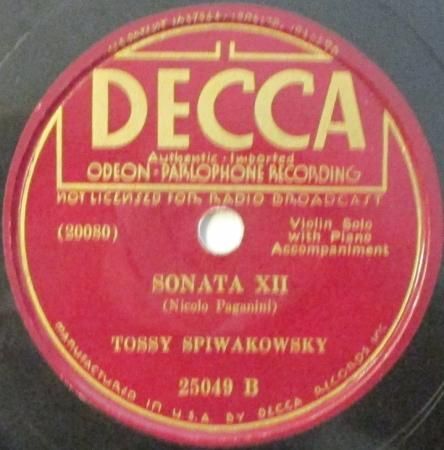 DECCA
Authentic · Imported
ODEON · PARLOPHONE RECORDING
NOT LICENSED FOR RADIO BROADCAST
(20080)
Violin Solo
with Piano
Accompaniment
SONATA XII
(Nicolo Paganini)
TOSSY SPIWAKOWSKY
25049 B
MANUFACTURED IN U.S.A. BY DECCA RECORDS INC